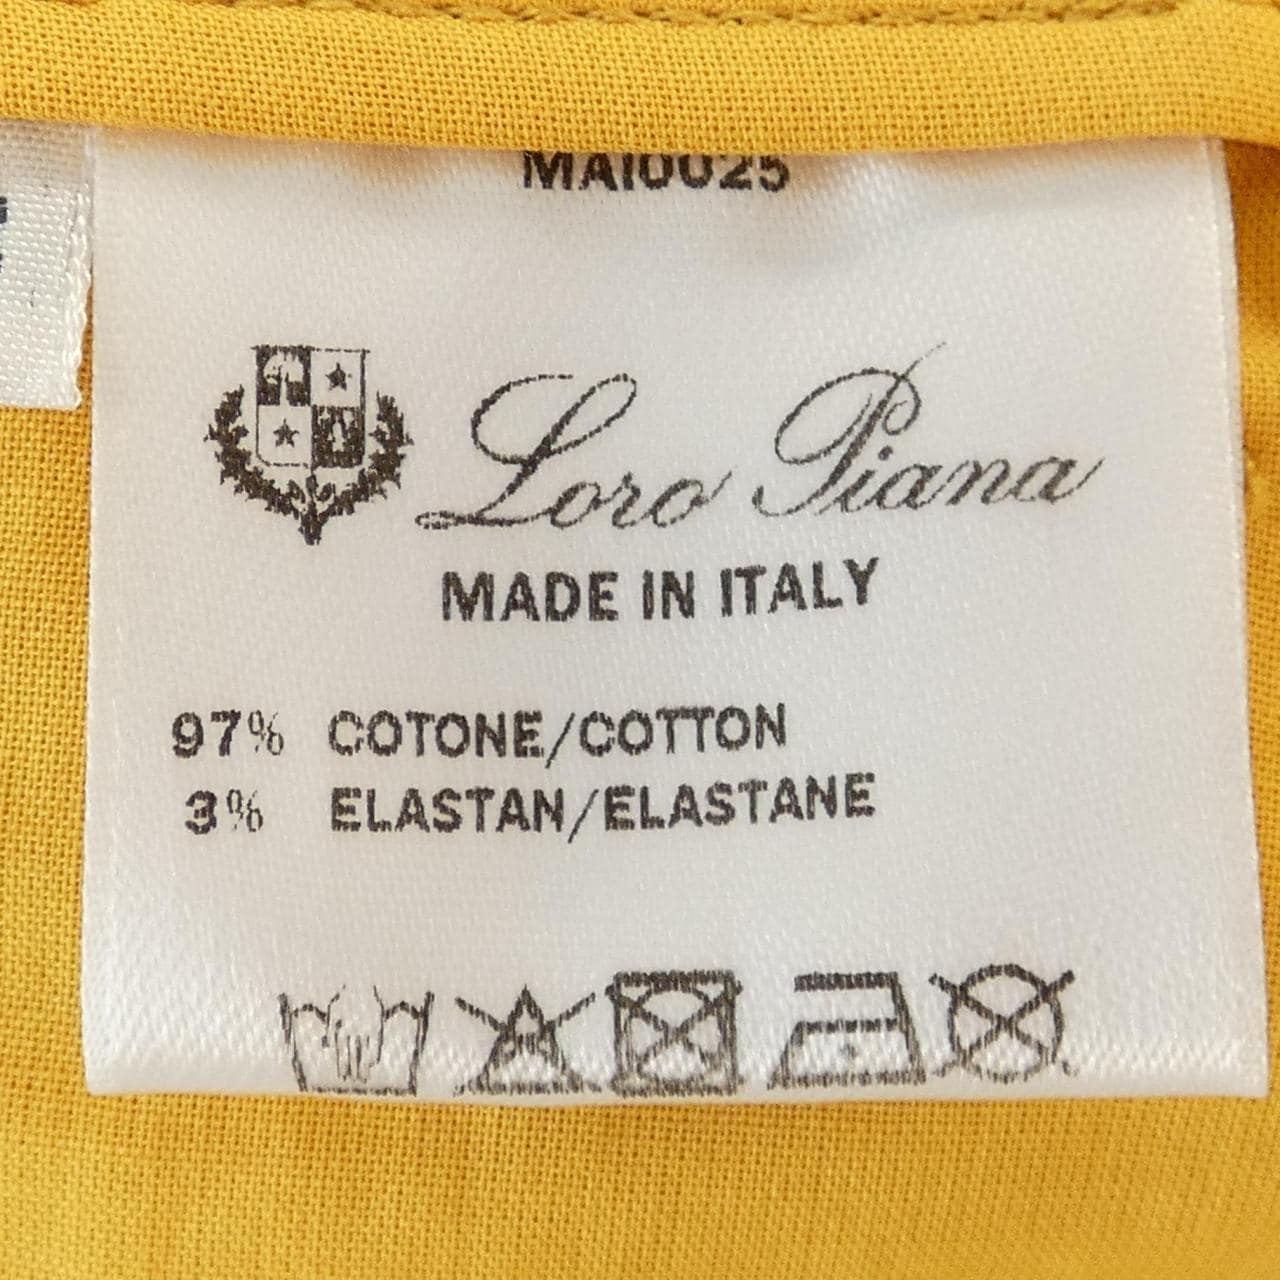 MAI0025
Loro Piana
MADE IN ITALY
97% COTONE/COTTON
3% ELASTAN/ELASTANE